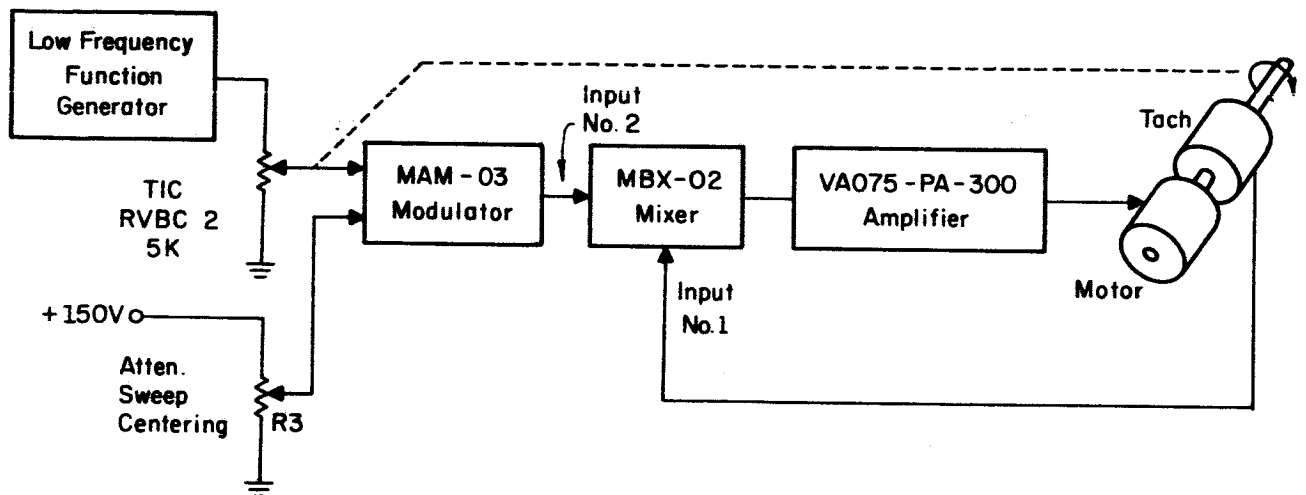 Low Frequency
Function
Generator
TIC
RVBC 2
5K
+150V
Atten.
Sweep
Centering
R3
MAM-03
Modulator
Input
No. 2
MBX-02
Mixer
Input
No. 1
VA075-PA-300
Amplifier
Tach
Motor